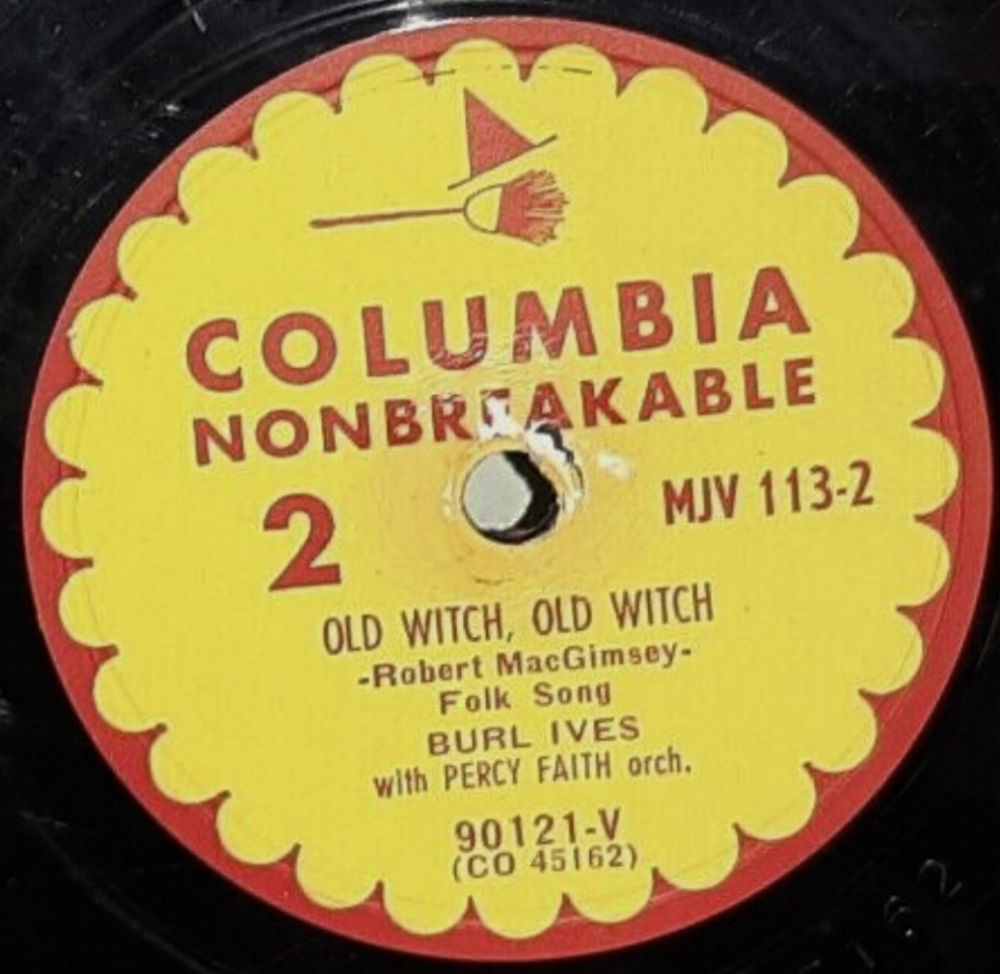 COLUMBIA
NONBREAKABLE
2 MJV 113-2
OLD WITCH, OLD WITCH
-Robert MacGimsey-
Folk Song
BURL IVES
with PERCY FAITH orch.
90121-V
(CO 45162)